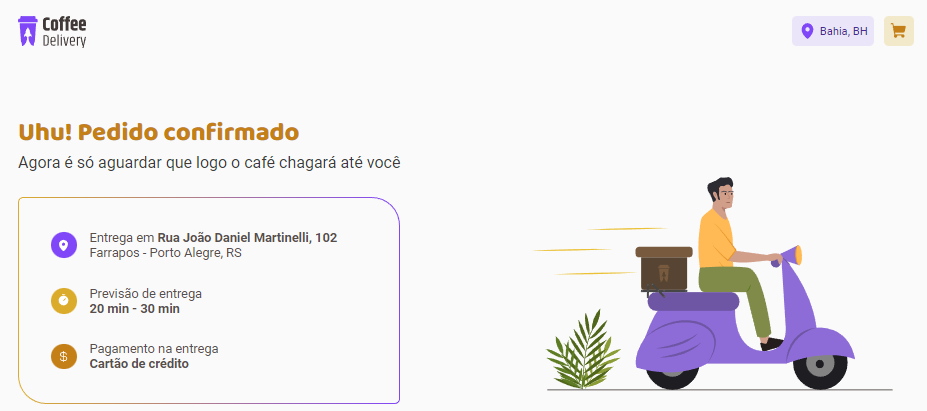 Coffee
Delivery
Bahia, BH
Uhu! Pedido confirmado
Agora é só aguardar que logo o café chagará até você
Entrega em Rua João Daniel Martinelli, 102
Farrapos - Porto Alegre, RS
Previsão de entrega
20 min - 30 min
Pagamento na entrega
Cartão de crédito